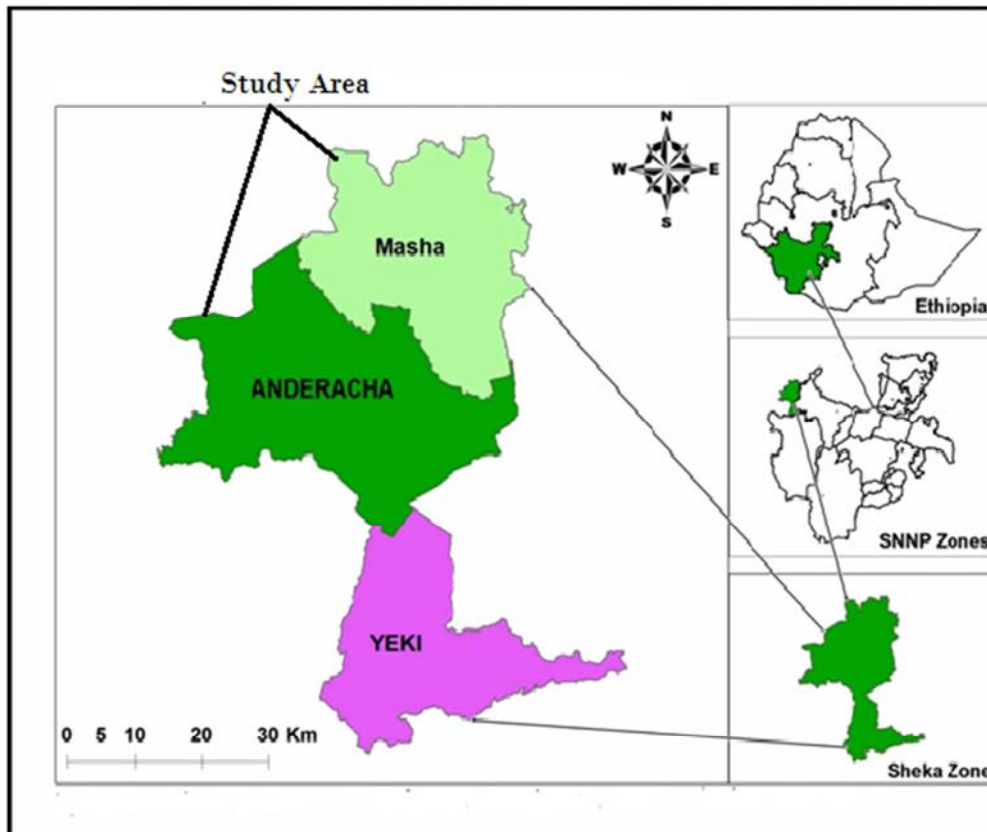 Study Area
N
W E
S
Masha
ANDERACHA
YEKI
0 5 10 20 30 Km
Ethiopia
SNNP Zones
Sheka Zone